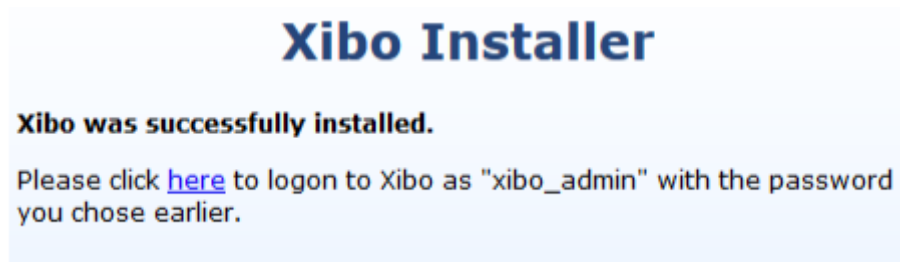 Xibo Installer
Xibo was successfully installed.
Please click here to logon to Xibo as "xibo_admin" with the password
you chose earlier.